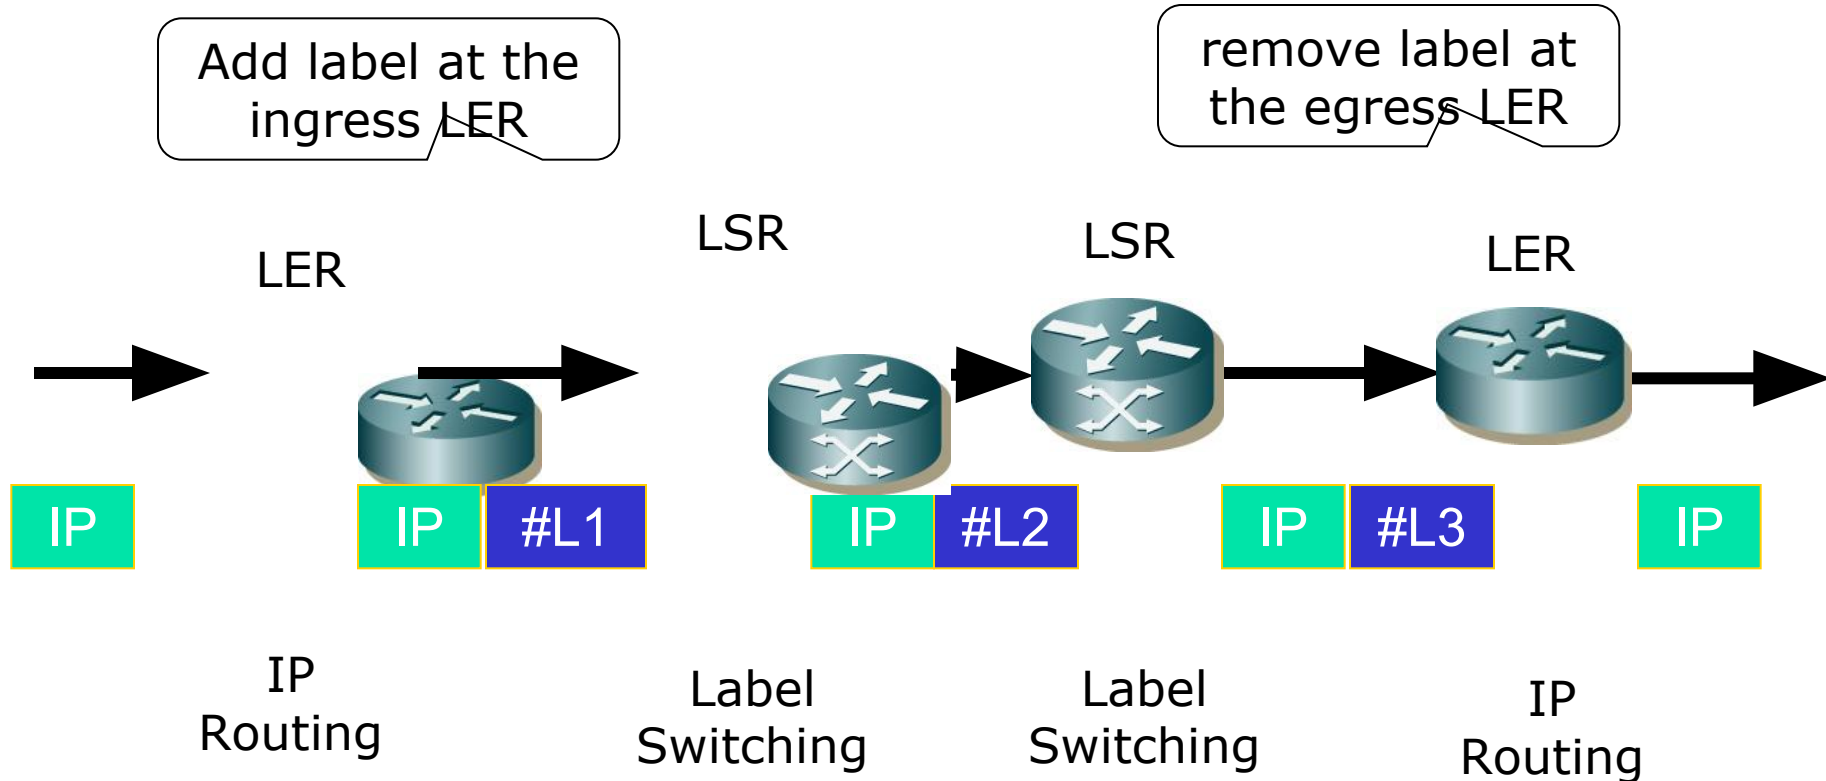 Add label at the
ingress LER
remove label at
the egress LER
LER
LSR
LSR
LER
IP
IP
#L1
IP
#L2
IP
#L3
IP
IP
Routing
Label
Switching
Label
Switching
IP
Routing